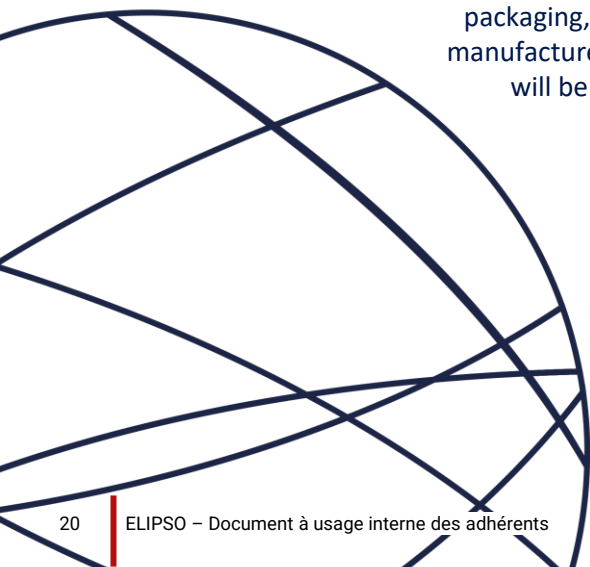 packaging,
manufacture
will be
20 ELIPSO – Document à usage interne des adhérents